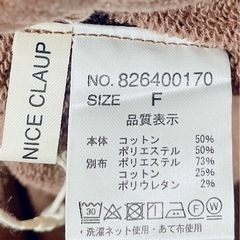 NICE CLAUP
NO. 826400170
SIZE F
品質表示
本体 コットン 50%
ポリエステル 50%
別布 ポリエステル 73%
コットン 25%
ポリウレタン 2%
30
洗濯ネット使用・あて布使用